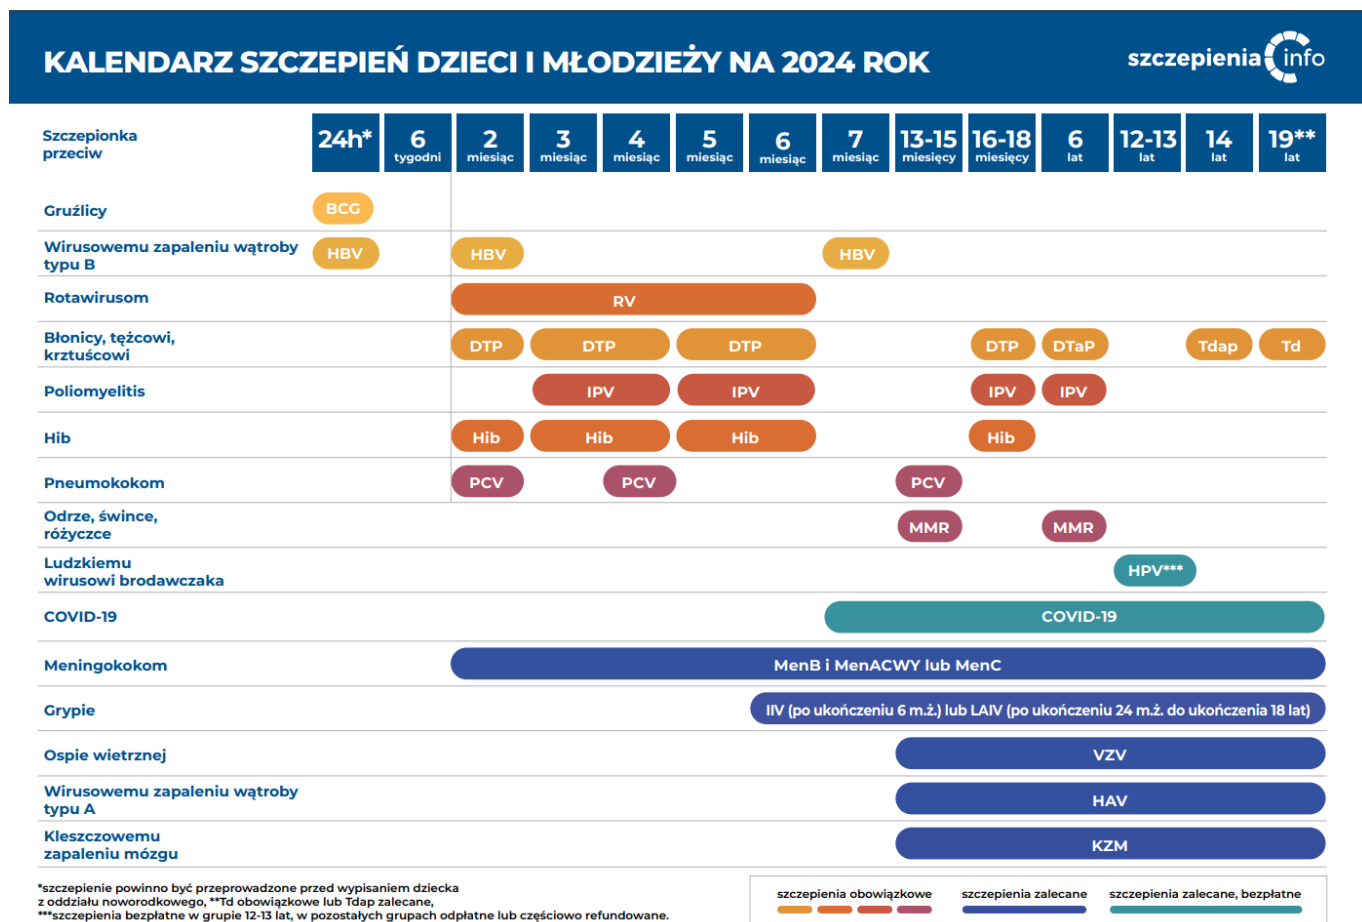 KALENDARZ SZCZEPIEŃ DZIECI I MŁODZIEŻY NA 2024 ROK
szczepienia info
Szczepionka
przeciw
24h*
6
tygodni
2
miesiąc
3
miesiąc
4
miesiąc
5
miesiąc
6
miesiąc
7
miesiąc
13-15
miesięcy
16-18
miesięcy
6
lat
12-13
lat
14
lat
19**
lat
Gruźlicy
BCG
Wirusowemu zapaleniu wątroby
typu B
HBV
HBV
HBV
Rotawirusom
RV
Błonicy, tężcowi,
krztuścowi
DTP
DTP
DTP
DTP
DTaP
Tdap
Td
Poliomyelitis
IPV
IPV
IPV
IPV
Hib
Hib
Hib
Hib
Hib
Pneumokokom
PCV
PCV
PCV
Odrze, śwince,
różyczce
MMR
MMR
Ludzkiemu
wirusowi brodawczaka
HPV***
COVID-19
COVID-19
Meningokokom
MenB i MenACWY lub MenC
Grypie
IIV (po ukończeniu 6 m.ż.) lub LAIV (po ukończeniu 24 m.ż. do ukończenia 18 lat)
Ospie wietrznej
VZV
Wirusowemu zapaleniu wątroby
typu A
HAV
Kleszczowemu
zapaleniu mózgu
KZM
*szczepienie powinno być przeprowadzone przed wypisaniem dziecka
z oddziału noworodkowego, **Td obowiązkowe lub Tdap zalecane,
***szczepienia bezpłatne w grupie 12-13 lat, w pozostałych grupach odpłatne lub częściowo refundowane.
szczepienia obowiązkowe
szczepienia zalecane
szczepienia zalecane, bezpłatne